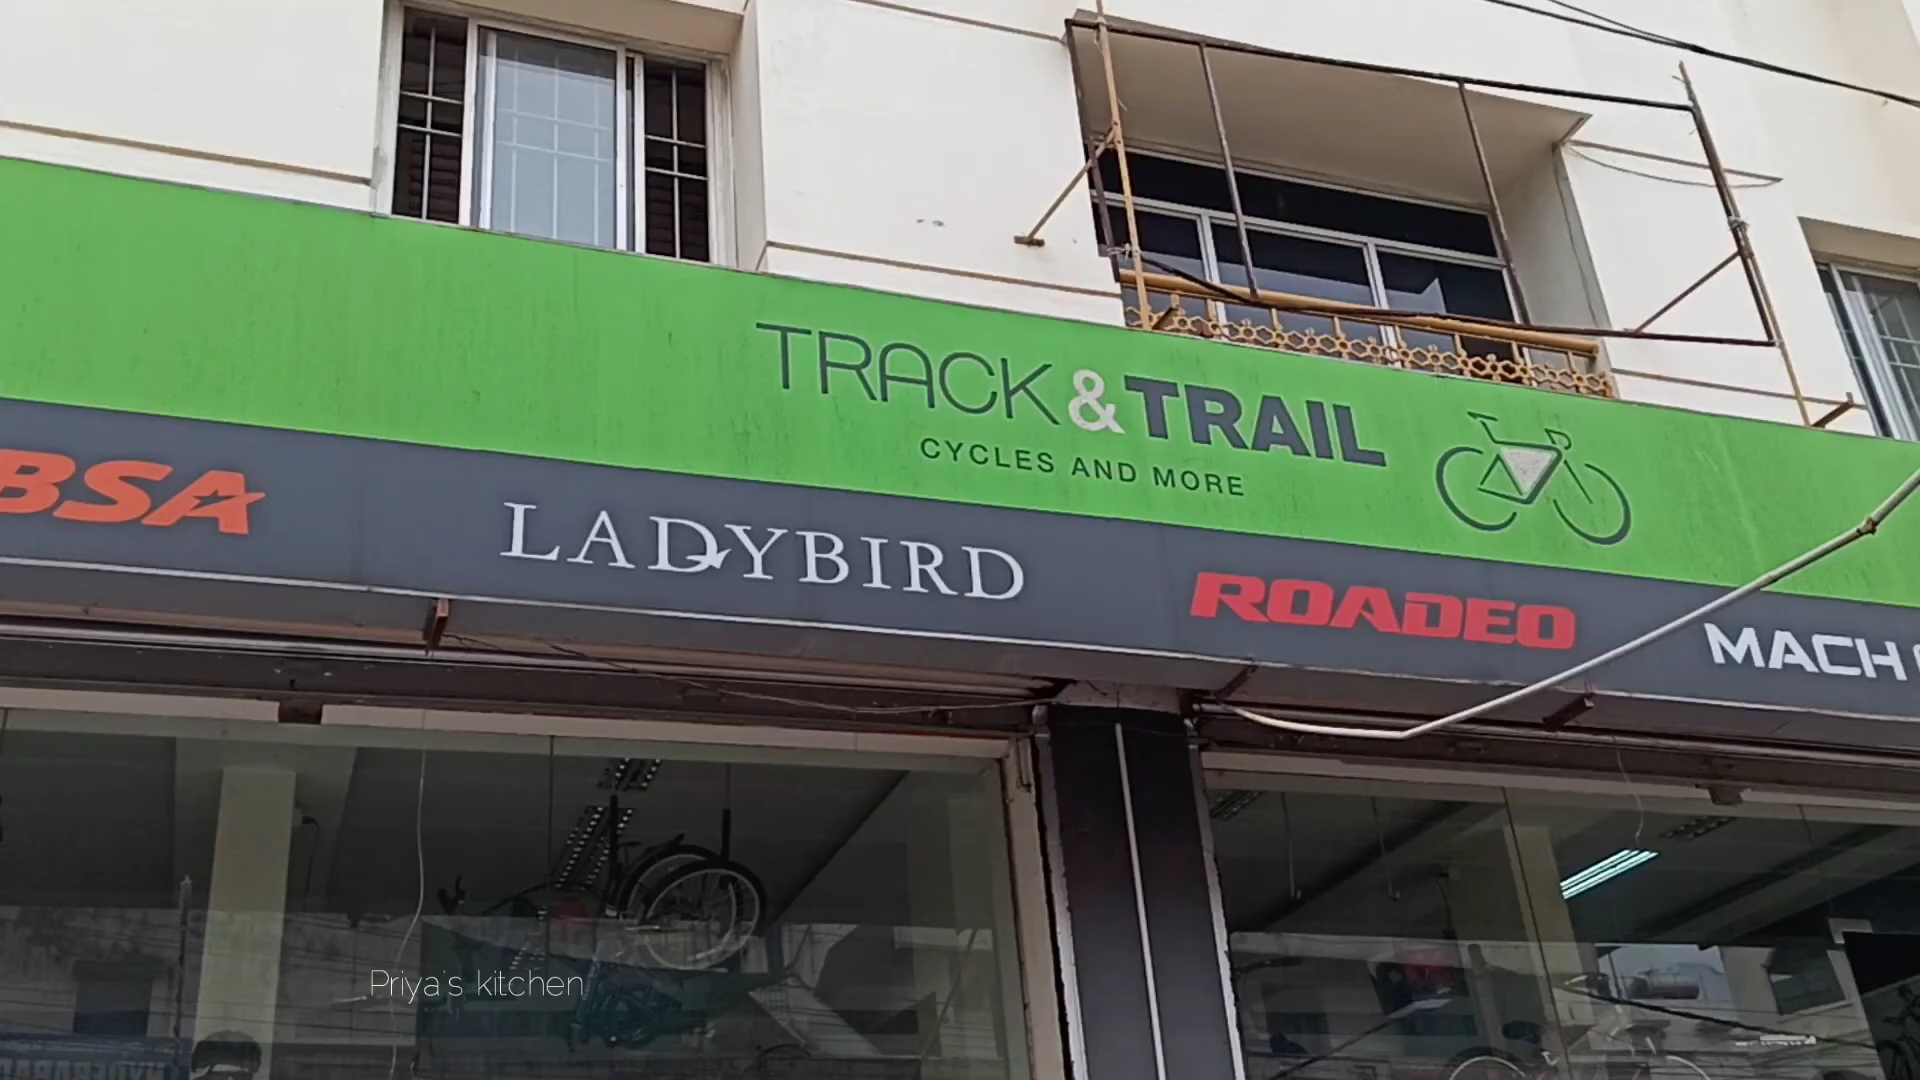 TRACK & TRAIL
CYCLES AND MORE
BSA
LADYBIRD
ROADEO
MACH
Priya's kitchen